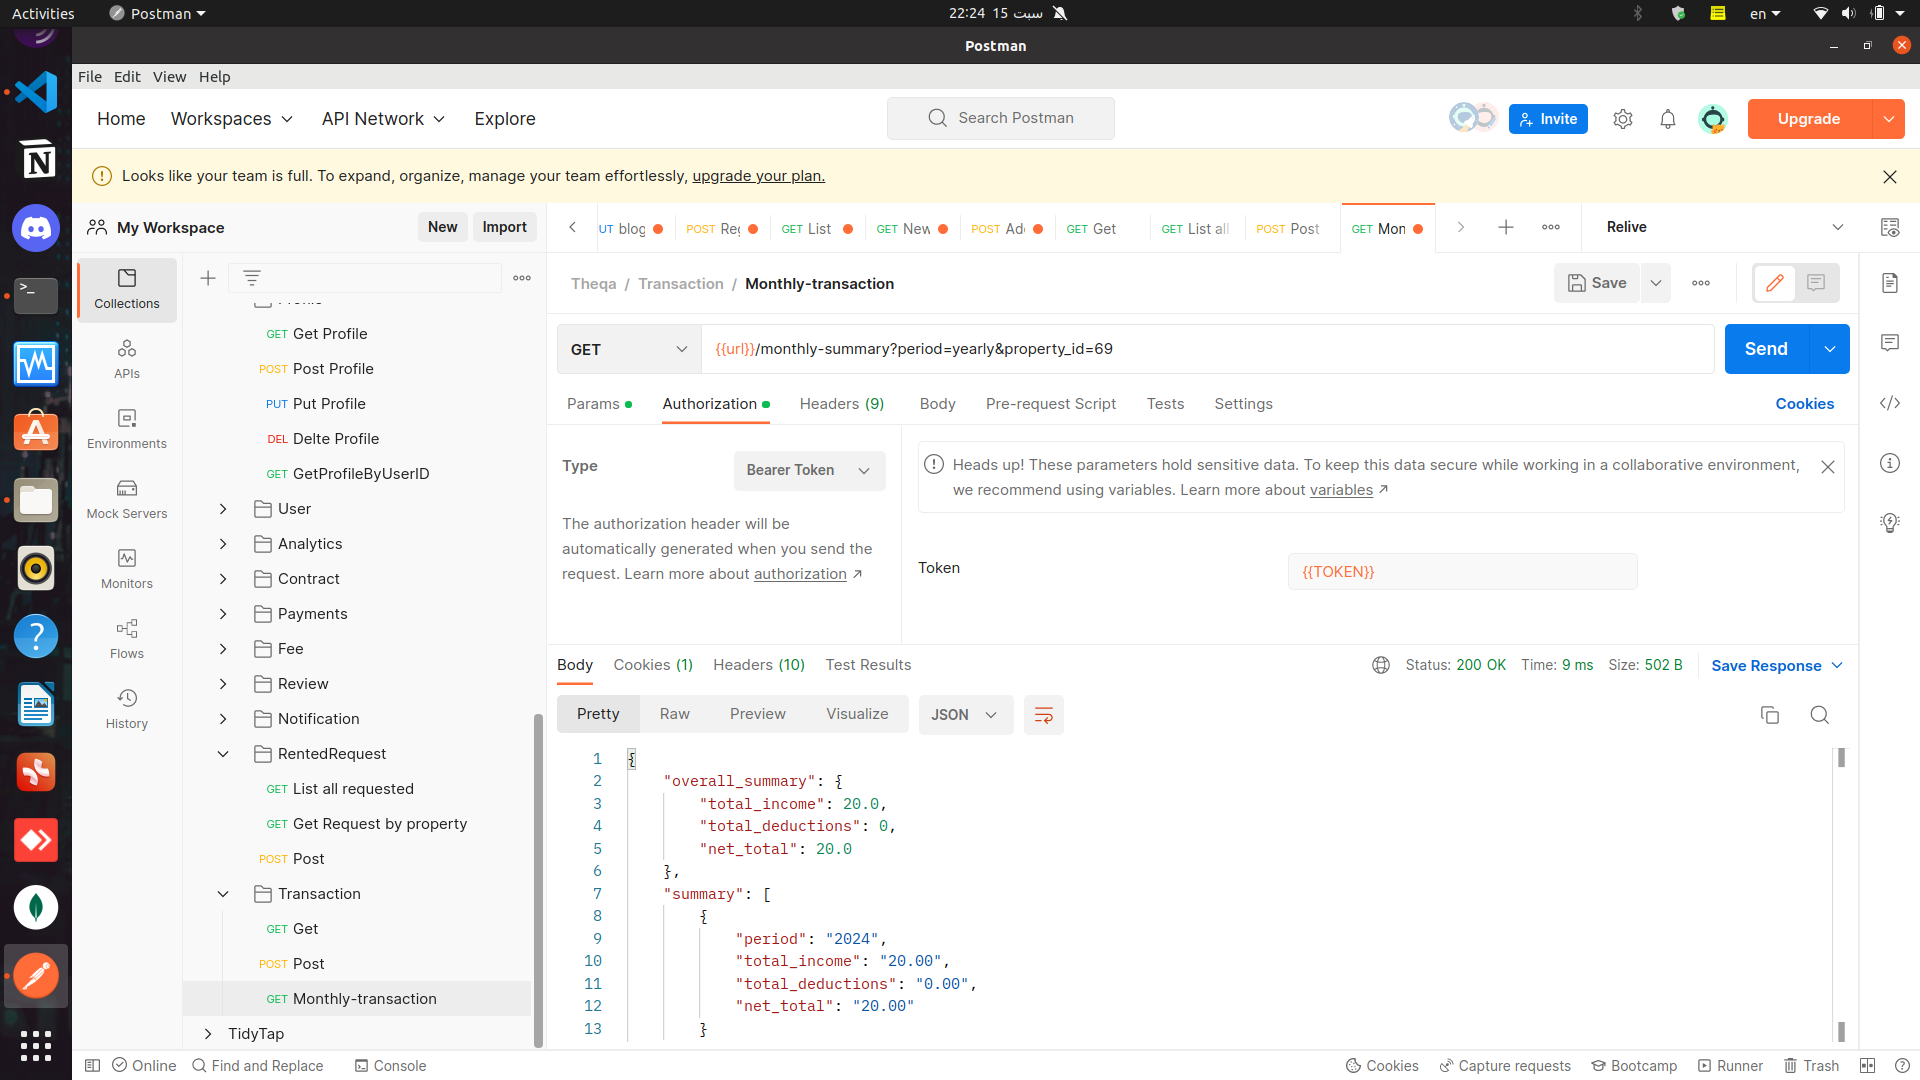 Activities
Postman
22:24 15 سبت
en
Postman
File Edit View Help
Home Workspaces API Network Explore
Search Postman
Invite
Upgrade
Looks like your team is full. To expand, organize, manage your team effortlessly, upgrade your plan.
My Workspace
New Import
UT blog
POST Reg
GET List
GET New
POST Add
GET Get
GET List all
POST Post
GET Mon
Relive
Collections
APIs
Environments
Mock Servers
Monitors
Flows
History
Profile
GET Get Profile
POST Post Profile
PUT Put Profile
DEL Delte Profile
GET GetProfileByUserID
User
Analytics
Contract
Payments
Fee
Review
Notification
RentedRequest
GET List all requested
GET Get Request by property
POST Post
Transaction
GET Get
POST Post
GET Monthly-transaction
TidyTap
Theqa / Transaction / Monthly-transaction
Save
GET
{{url}}/monthly-summary?period=yearly&property_id=69
Send
Params Authorization Headers (9) Body Pre-request Script Tests Settings
Cookies
Type
Bearer Token
The authorization header will be
automatically generated when you send the
request. Learn more about authorization ↗
Heads up! These parameters hold sensitive data. To keep this data secure while working in a collaborative environment,
we recommend using variables. Learn more about variables ↗
Token
{{TOKEN}}
Body Cookies (1) Headers (10) Test Results
Status: 200 OK Time: 9 ms Size: 502 B
Save Response
Pretty Raw Preview Visualize
JSON
1 {
2 "overall_summary": {
3 "total_income": 20.0,
4 "total_deductions": 0,
5 "net_total": 20.0
6 },
7 "summary": [
8 {
9 "period": "2024",
10 "total_income": "20.00",
11 "total_deductions": "0.00",
12 "net_total": "20.00"
13 }
Online
Find and Replace
Console
Cookies
Capture requests
Bootcamp
Runner
Trash